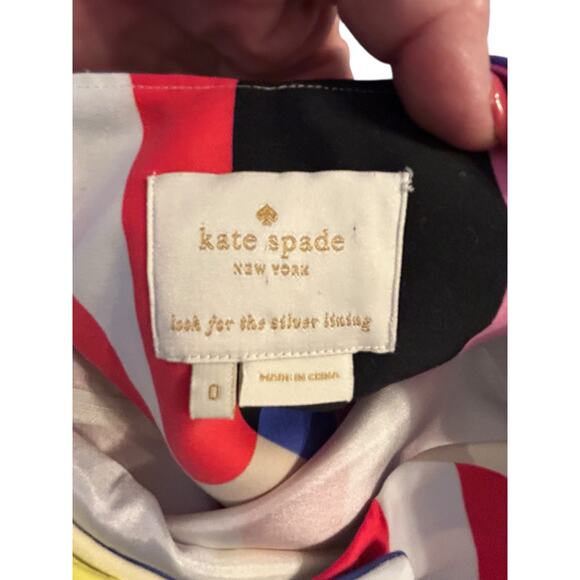 kate spade
NEW YORK
look for the silver lining
0
MADE IN CHINA